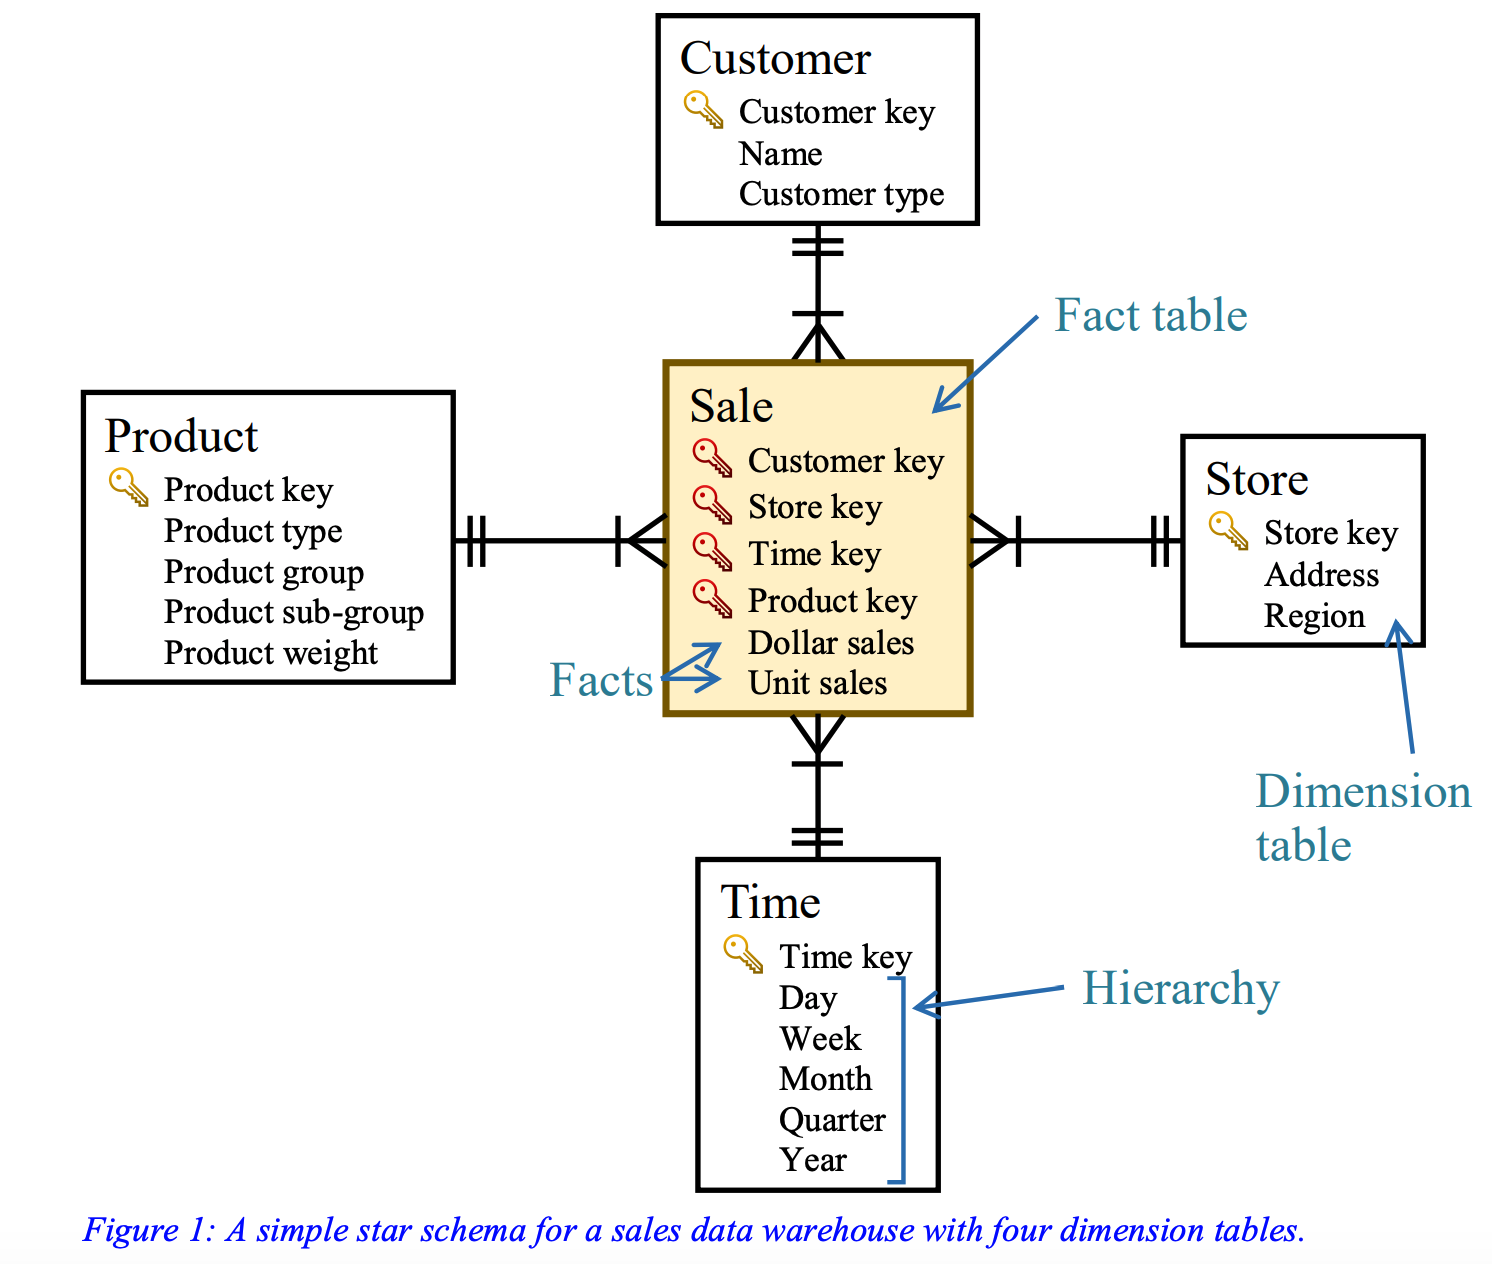 Customer
Customer key
Name
Customer type
Fact table
Product
Product key
Product type
Product group
Product sub-group
Product weight
Sale
Customer key
Store key
Time key
Product key
Dollar sales
Unit sales
Facts
Store
Store key
Address
Region
Dimension
table
Time
Time key
Day
Week
Month
Quarter
Year
Hierarchy
Figure 1: A simple star schema for a sales data warehouse with four dimension tables.